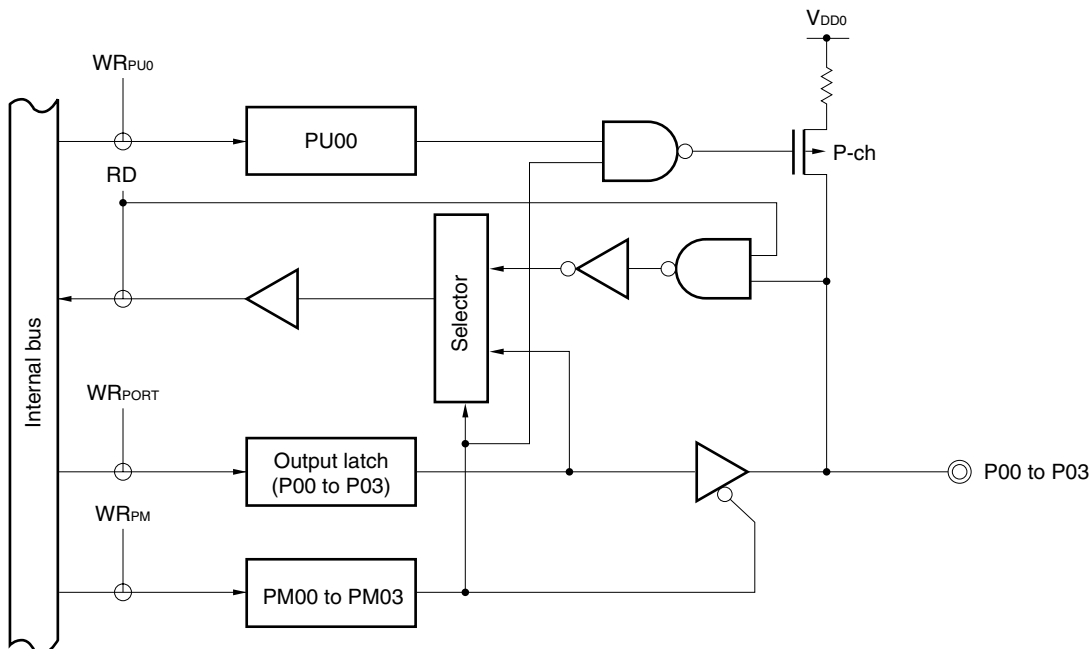 VDD0
WRPU0
PU00
P-ch
RD
Selector
Internal bus
WRPORT
Output latch
(P00 to P03)
P00 to P03
WRPM
PM00 to PM03